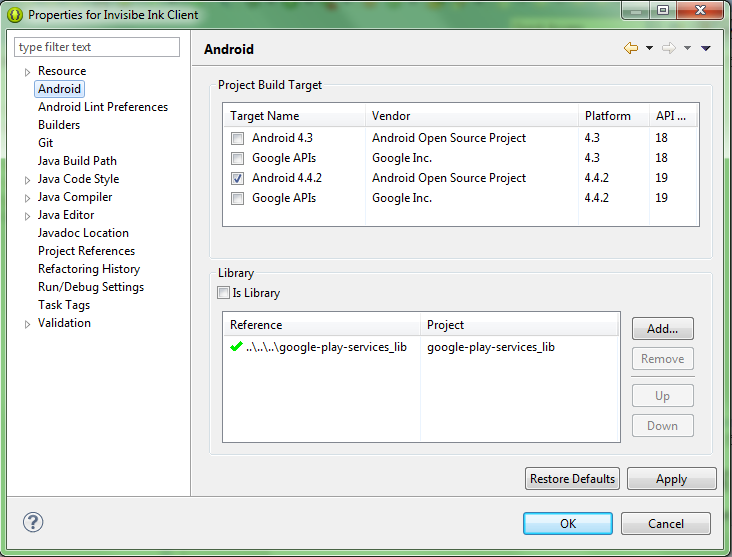 Properties for Invisibe Ink Client
type filter text
Resource
Android
Android Lint Preferences
Builders
Git
Java Build Path
Java Code Style
Java Compiler
Java Editor
Javadoc Location
Project References
Refactoring History
Run/Debug Settings
Task Tags
Validation
Android
Project Build Target
Target Name Vendor Platform API ...
Android 4.3 Android Open Source Project 4.3 18
Google APIs Google Inc. 4.3 18
Android 4.4.2 Android Open Source Project 4.4.2 19
Google APIs Google Inc. 4.4.2 19
Library
Is Library
Reference Project
..\..\..\google-play-services_lib google-play-services_lib
Add...
Remove
Up
Down
Restore Defaults Apply
? OK Cancel